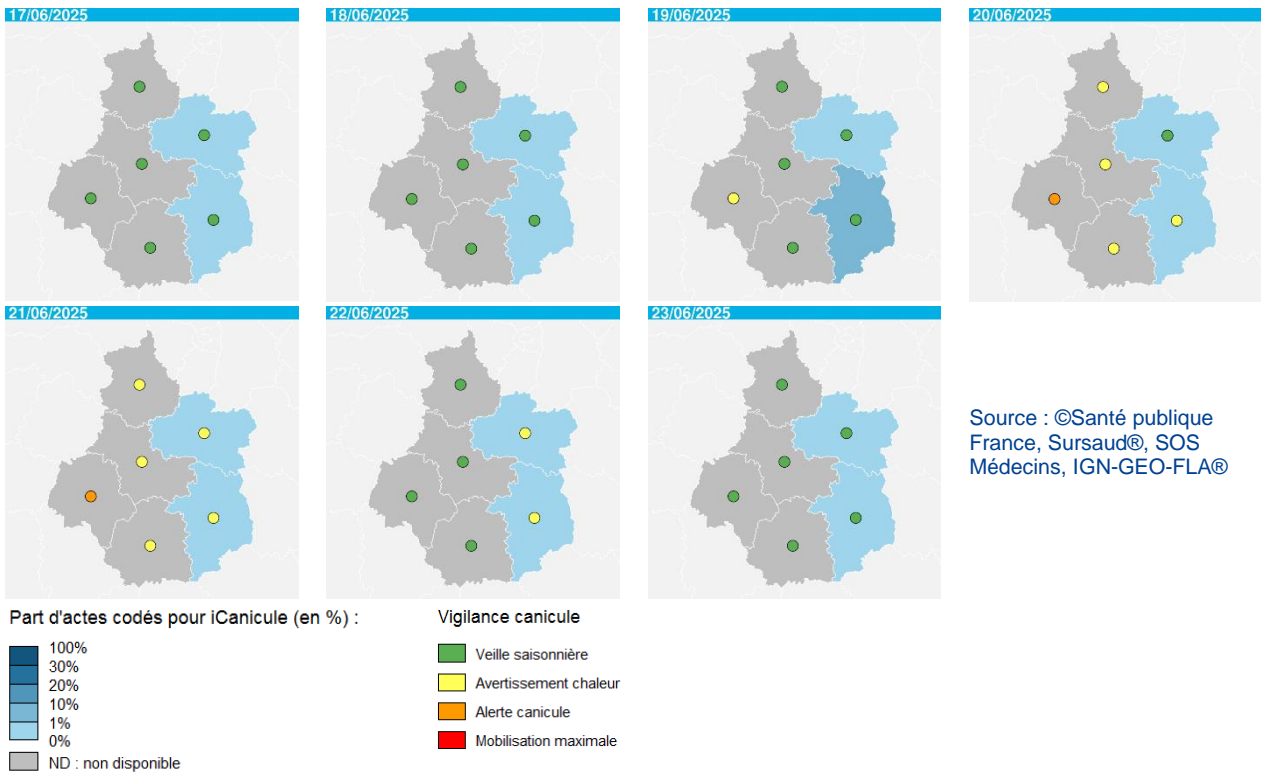 17/06/2025
18/06/2025
19/06/2025
20/06/2025
21/06/2025
22/06/2025
23/06/2025
Source : ©Santé publique
France, Sursaud®, SOS
Médecins, IGN-GEO-FLA®
Part d'actes codés pour iCanicule (en %) :
100%
30%
20%
10%
1%
0%
ND : non disponible
Vigilance canicule
Veille saisonnière
Avertissement chaleur
Alerte canicule
Mobilisation maximale